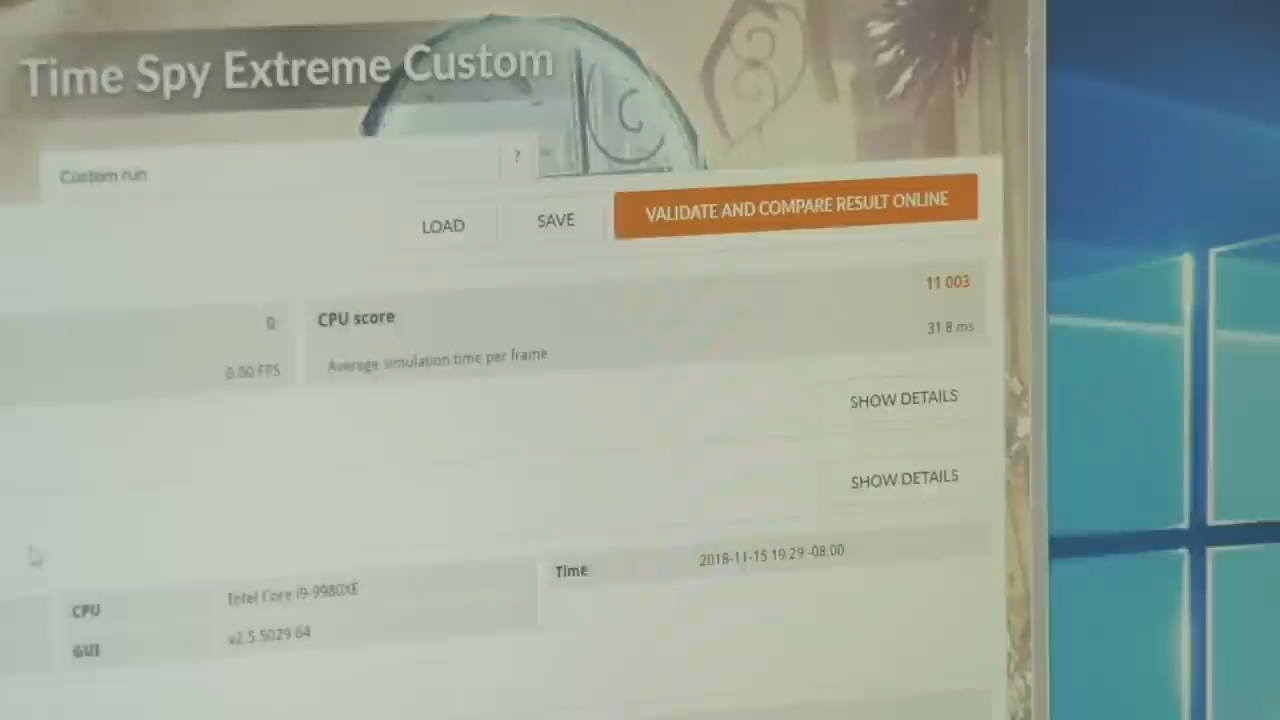 Time Spy Extreme Custom
Custom run
?
LOAD
SAVE
VALIDATE AND COMPARE RESULT ONLINE
0
CPU score
11 003
0.00 FPS
Average simulation time per frame
31.8 ms
SHOW DETAILS
SHOW DETAILS
CPU
Intel Core i9-9980XE
Time
2018-11-15 19:29 -08:00
GUI
v2.5.5029 64